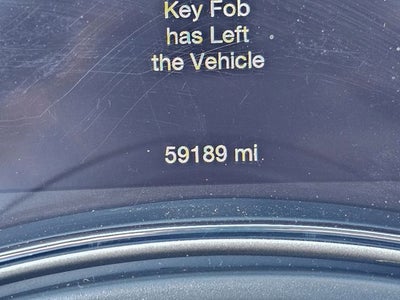 Key Fob
has Left
the Vehicle
59189 mi